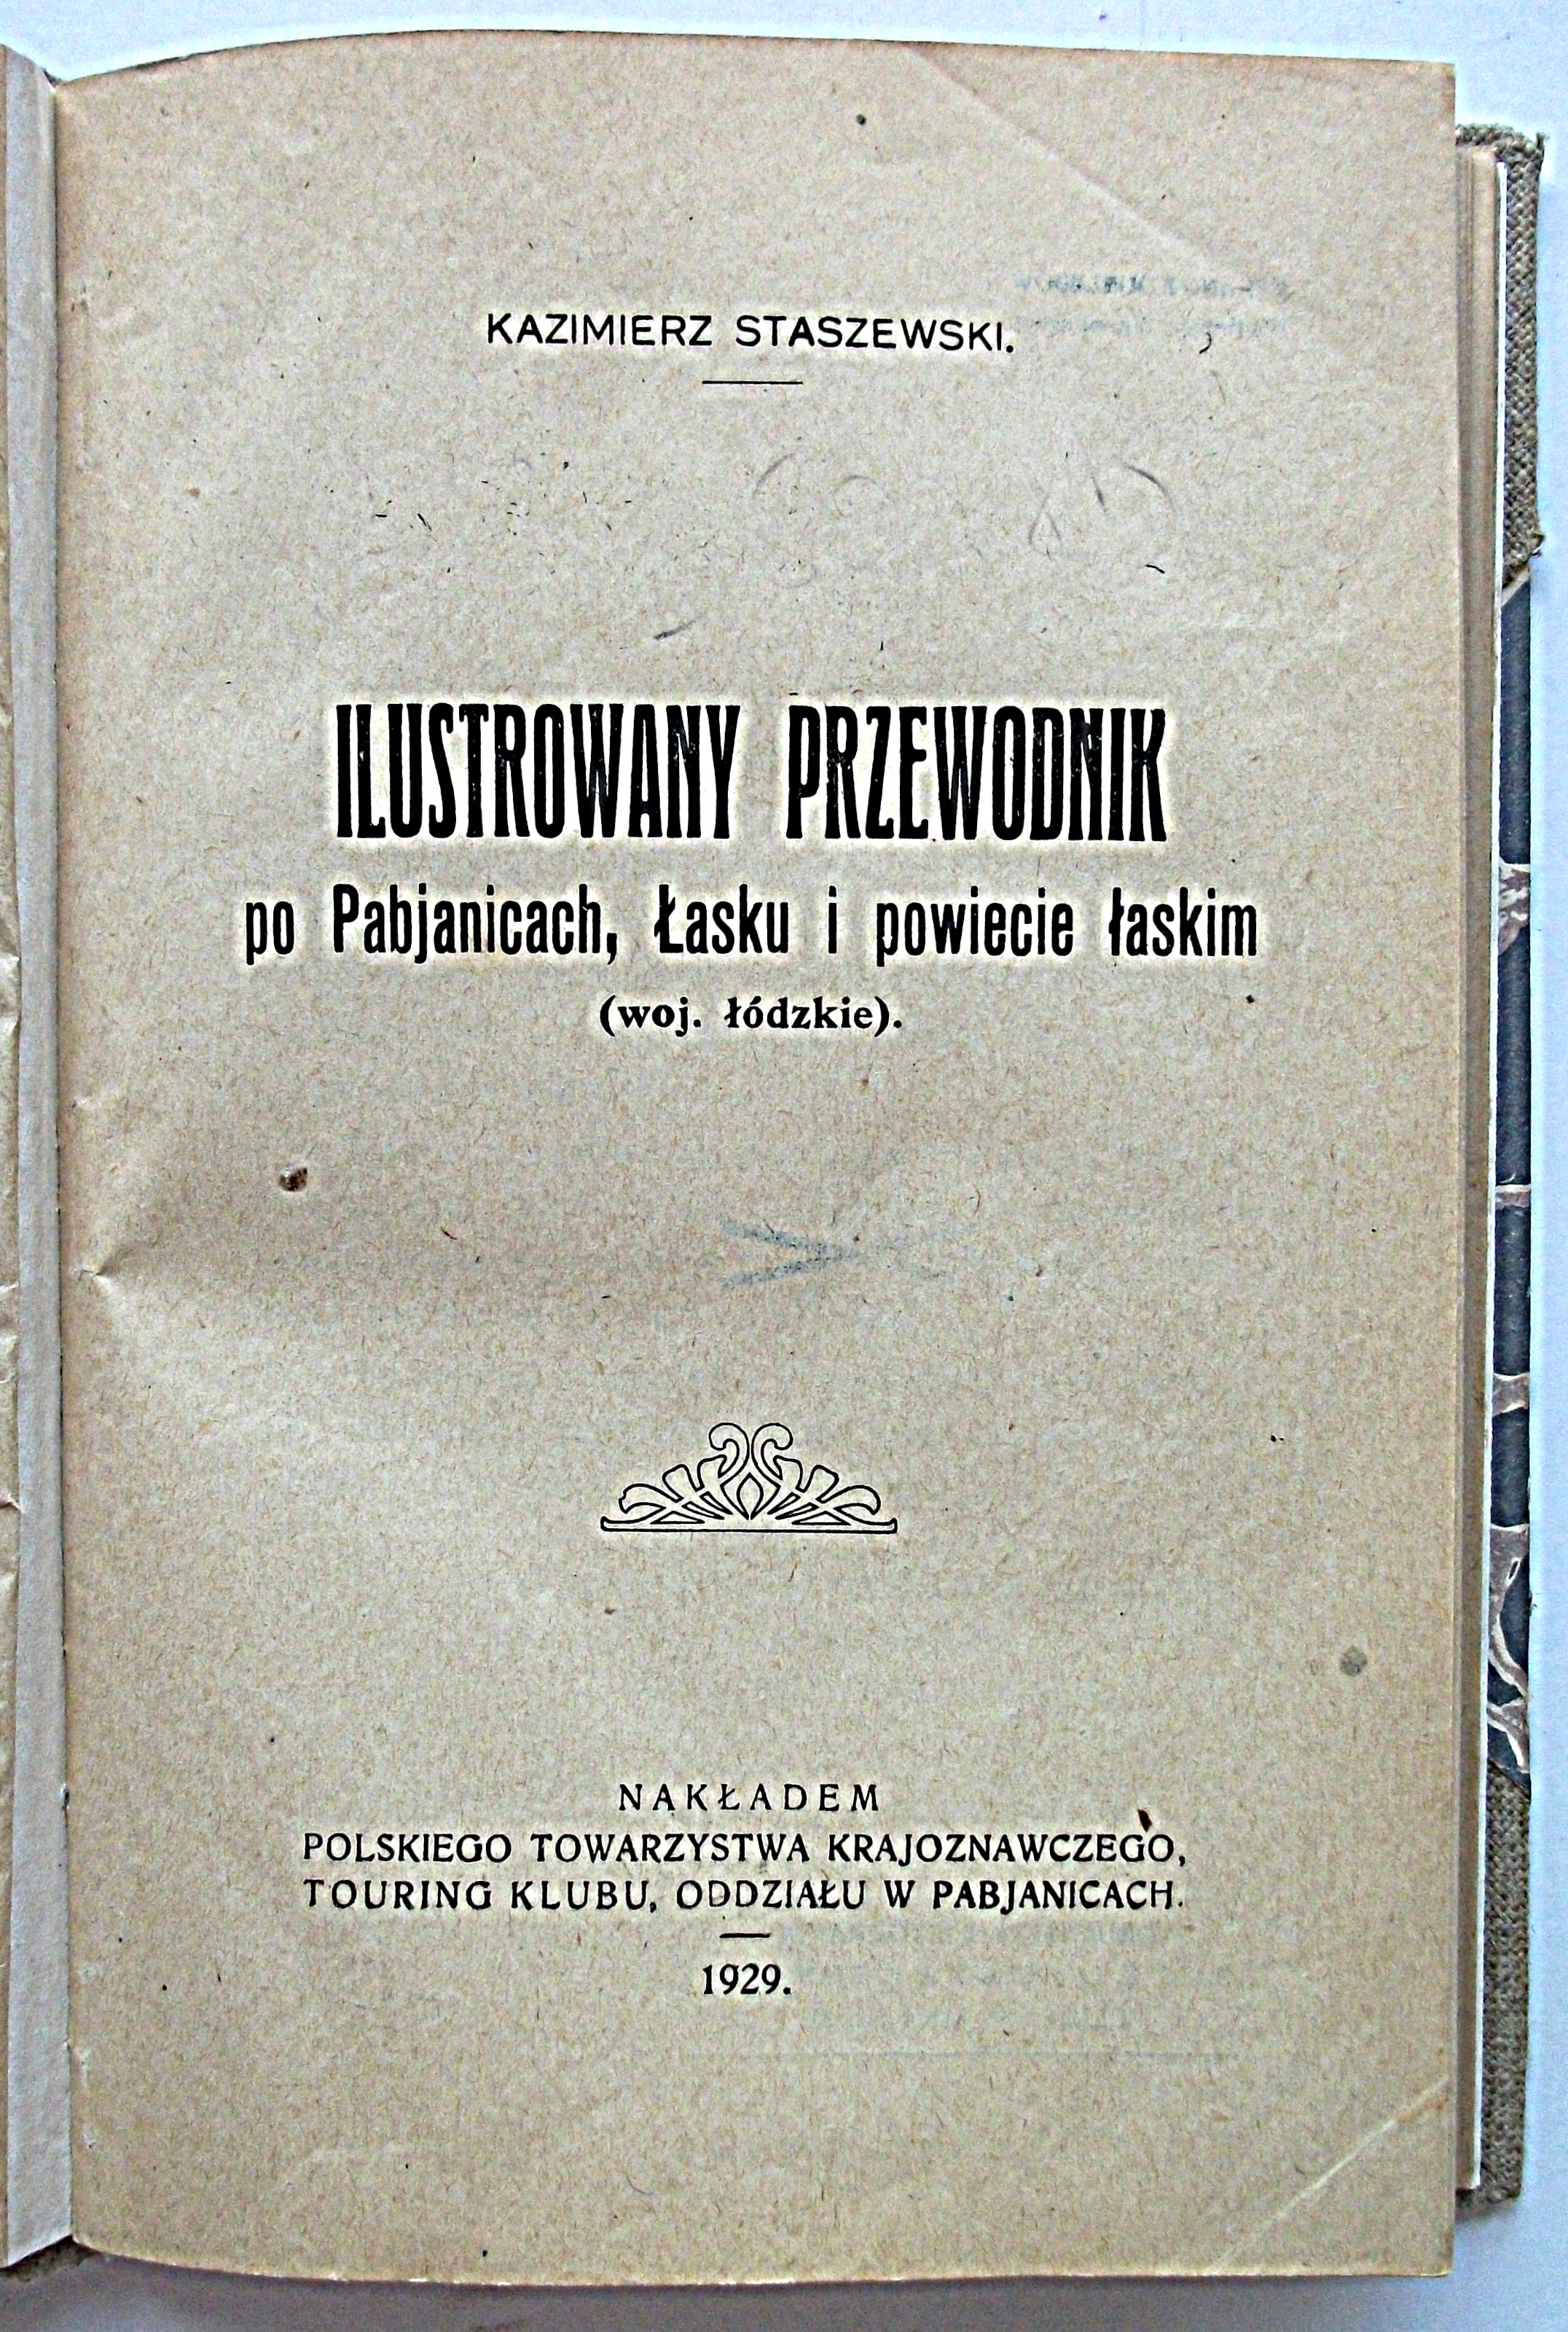 KAZIMIERZ STASZEWSKI.
ILUSTROWANY PRZEWODNIK
po Pabjanicach, Łasku i powiecie łaskim
(woj. łódzkie).
NAKŁADEM
POLSKIEGO TOWARZYSTWA KRAJOZNAWCZEGO,
TOURING KLUBU, ODDZIAŁU W PABJANICACH.
1929.